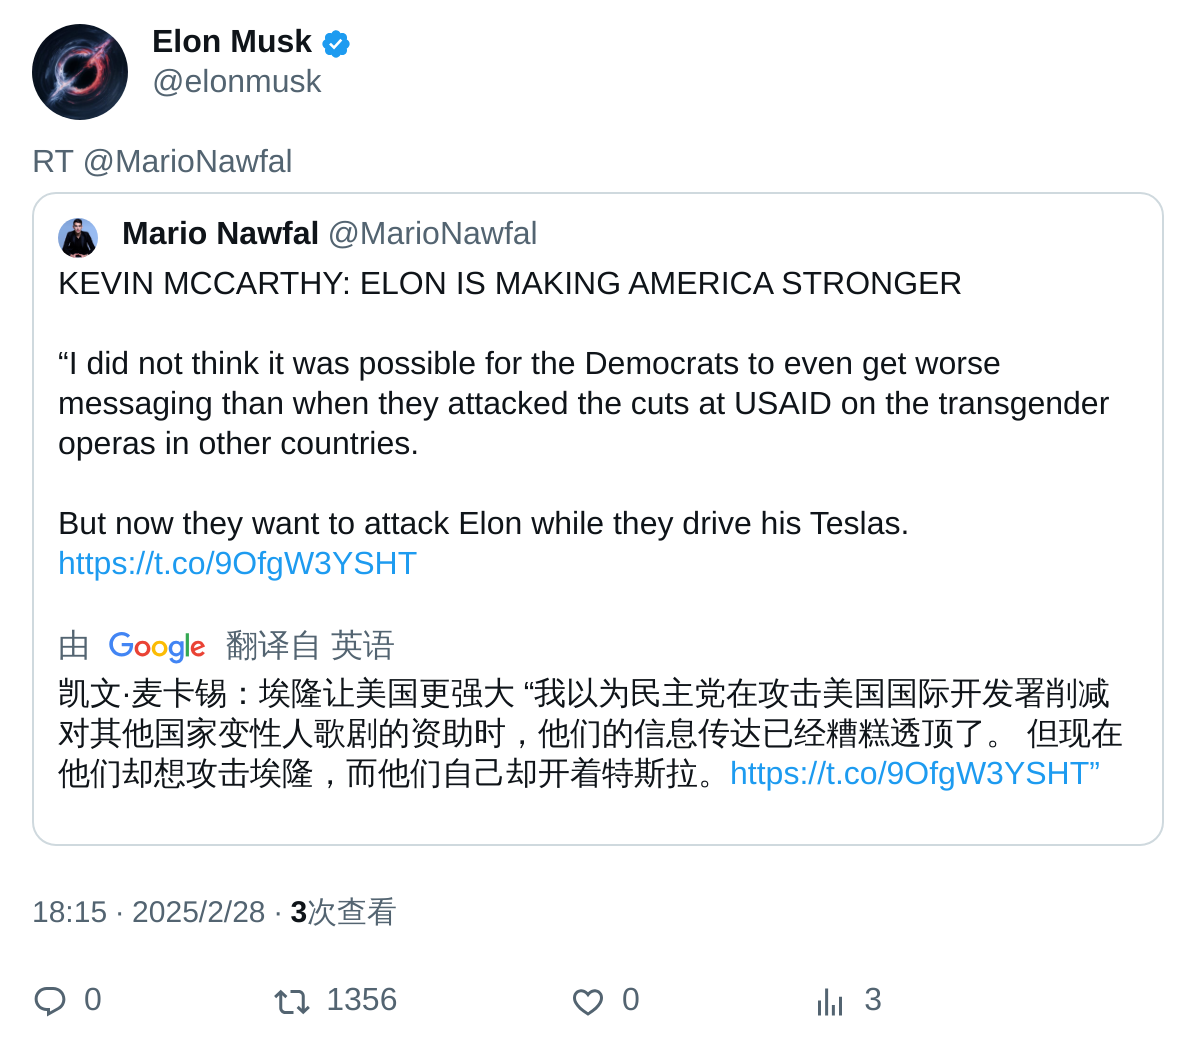 Elon Musk
@elonmusk
RT @MarioNawfal
Mario Nawfal @MarioNawfal
KEVIN MCCARTHY: ELON IS MAKING AMERICA STRONGER
“I did not think it was possible for the Democrats to even get worse
messaging than when they attacked the cuts at USAID on the transgender
operas in other countries.
But now they want to attack Elon while they drive his Teslas.
https://t.co/9OfgW3YSHT
由 Google 翻译自 英语
凯文·麦卡锡：埃隆让美国更强大 “我以为民主党在攻击美国国际开发署削减
对其他国家变性人歌剧的资助时，他们的信息传达已经糟糕透顶了。 但现在
他们却想攻击埃隆，而他们自己却开着特斯拉。https://t.co/9OfgW3YSHT”
18:15 · 2025/2/28 · 3次查看
0 1356 0 3